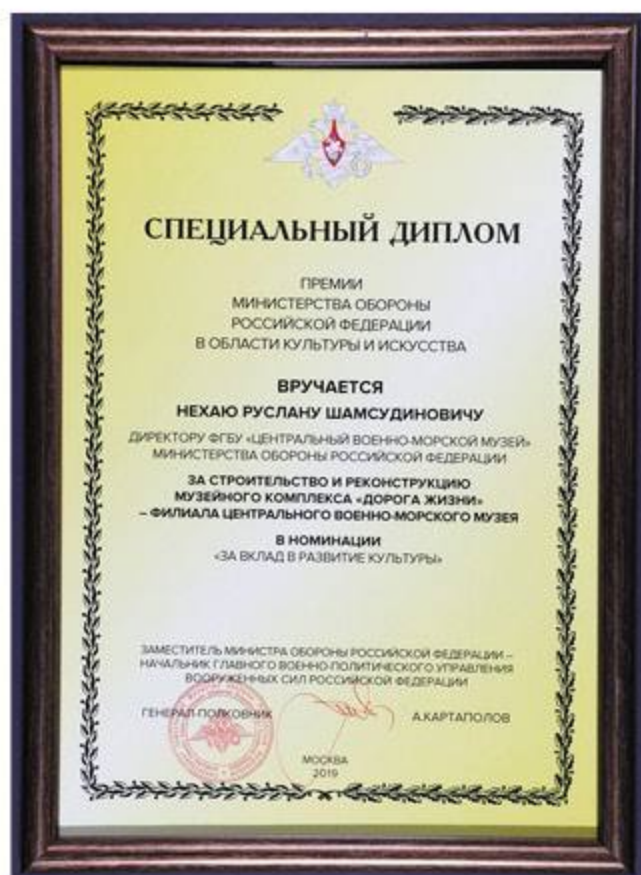 СПЕЦИАЛЬНЫЙ ДИПЛОМ
ПРЕМИИ
МИНИСТЕРСТВА ОБОРОНЫ
РОССИЙСКОЙ ФЕДЕРАЦИИ
В ОБЛАСТИ КУЛЬТУРЫ И ИСКУССТВА
ВРУЧАЕТСЯ
НЕХАЮ РУСЛАНУ ШАМСУДИНОВИЧУ
ДИРЕКТОРУ ФГБУ «ЦЕНТРАЛЬНЫЙ ВОЕННО-МОРСКОЙ МУЗЕЙ»
МИНИСТЕРСТВА ОБОРОНЫ РОССИЙСКОЙ ФЕДЕРАЦИИ
ЗА СТРОИТЕЛЬСТВО И РЕКОНСТРУКЦИЮ
МУЗЕЙНОГО КОМПЛЕКСА «ДОРОГА ЖИЗНИ»
– ФИЛИАЛА ЦЕНТРАЛЬНОГО ВОЕННО-МОРСКОГО МУЗЕЯ
В НОМИНАЦИИ
«ЗА ВКЛАД В РАЗВИТИЕ КУЛЬТУРЫ»
ЗАМЕСТИТЕЛЬ МИНИСТРА ОБОРОНЫ РОССИЙСКОЙ ФЕДЕРАЦИИ –
НАЧАЛЬНИК ГЛАВНОГО ВОЕННО-ПОЛИТИЧЕСКОГО УПРАВЛЕНИЯ
ВООРУЖЕННЫХ СИЛ РОССИЙСКОЙ ФЕДЕРАЦИИ
ГЕНЕРАЛ-ПОЛКОВНИК А.КАРТАПОЛОВ
МОСКВА
2019